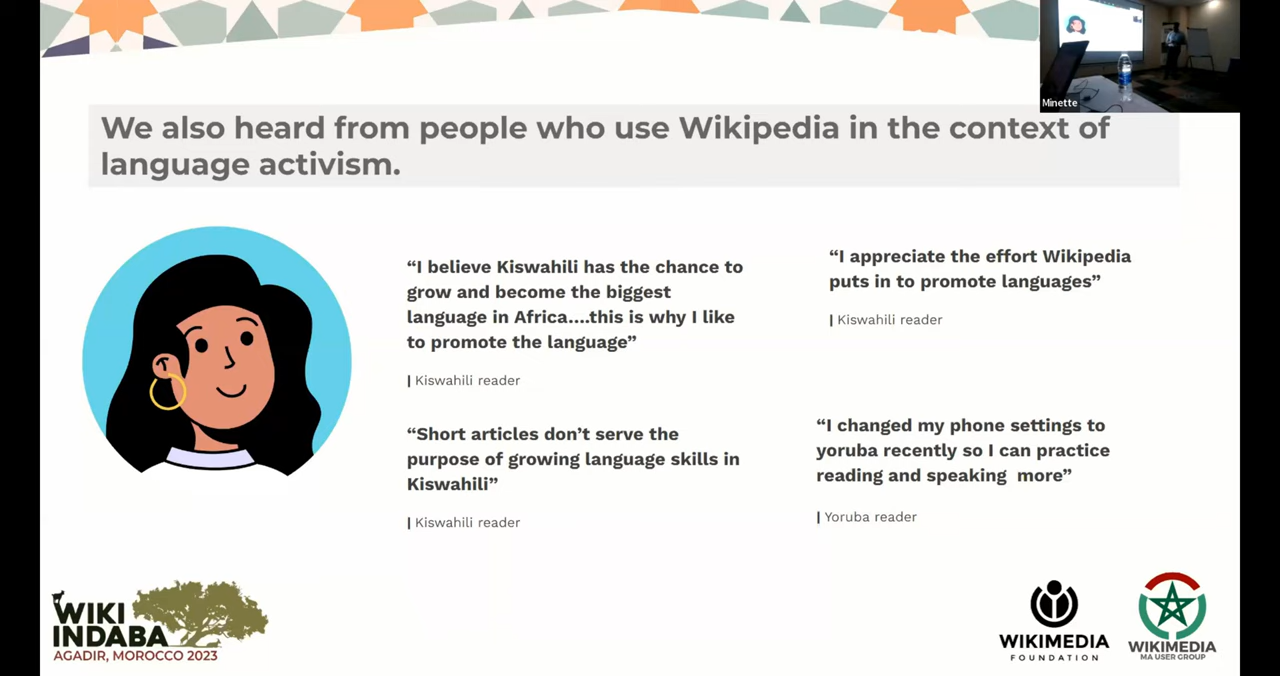 Minette
We also heard from people who use Wikipedia in the context of
language activism.
“I believe Kiswahili has the chance to
grow and become the biggest
language in Africa....this is why I like
to promote the language”
| Kiswahili reader
“Short articles don’t serve the
purpose of growing language skills in
Kiswahili”
| Kiswahili reader
“I appreciate the effort Wikipedia
puts in to promote languages”
| Kiswahili reader
“I changed my phone settings to
yoruba recently so I can practice
reading and speaking  more”
| Yoruba reader
WIKI
INDABA
AGADIR, MOROCCO 2023
WIKIMEDIA
FOUNDATION
WIKIMEDIA
MA USER GROUP